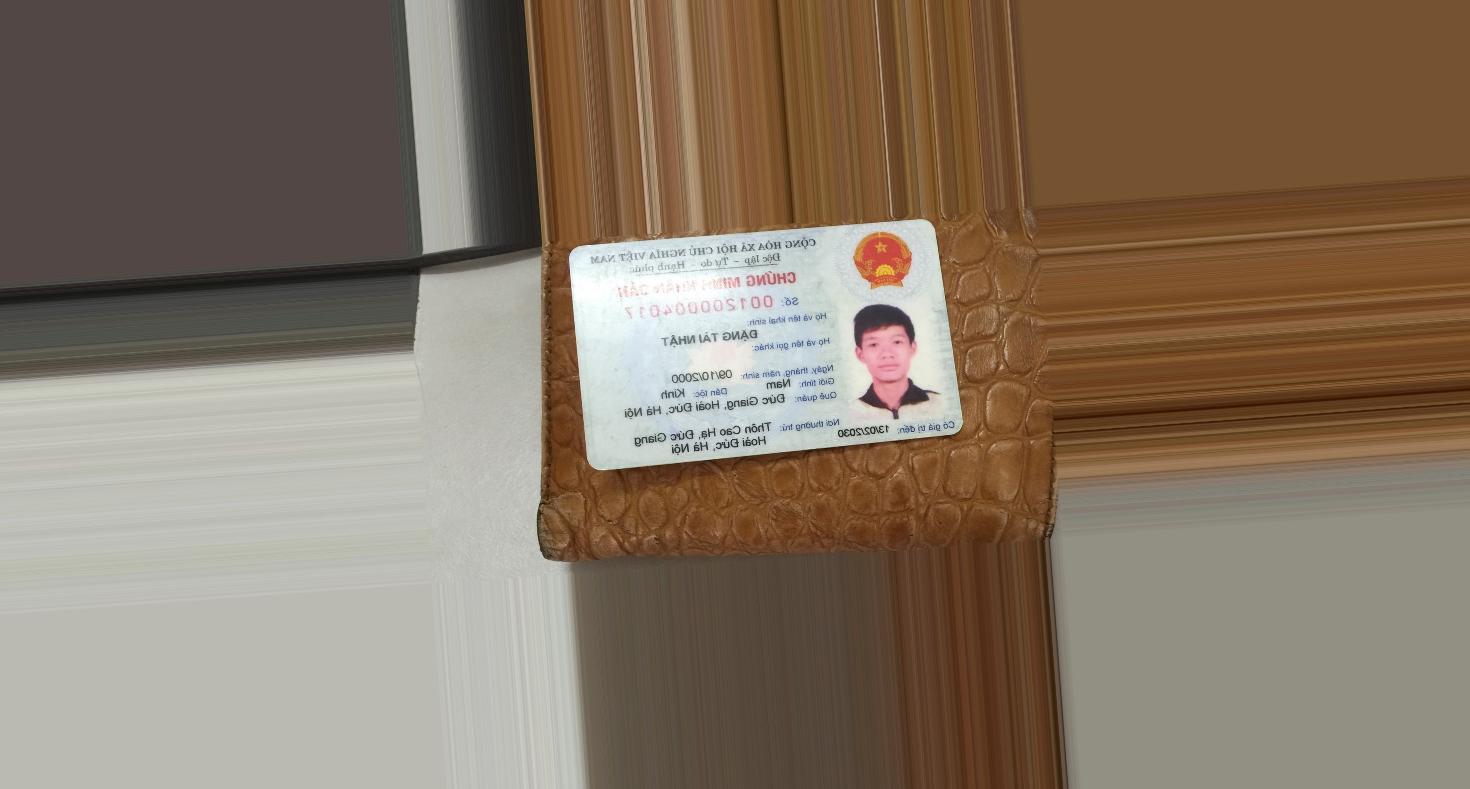 CỘNG HÒA XÃ HỘI CHỦ NGHĨA VIỆT NAM
Độc lập - Tự do - Hạnh phúc
CHỨNG MINH NHÂN DÂN
Số: 001200004017
Họ và tên khai sinh:
ĐẶNG TÀI NHẬT
Họ và tên gọi khác:
Ngày, tháng, năm sinh: 09/10/2000
Giới tính: Nam Dân tộc: Kinh
Quê quán: Đức Giang, Hoài Đức, Hà Nội
Nơi thường trú: Thôn Cao Hạ, Đức Giang
Hoài Đức, Hà Nội
Có giá trị đến: 13/02/2030